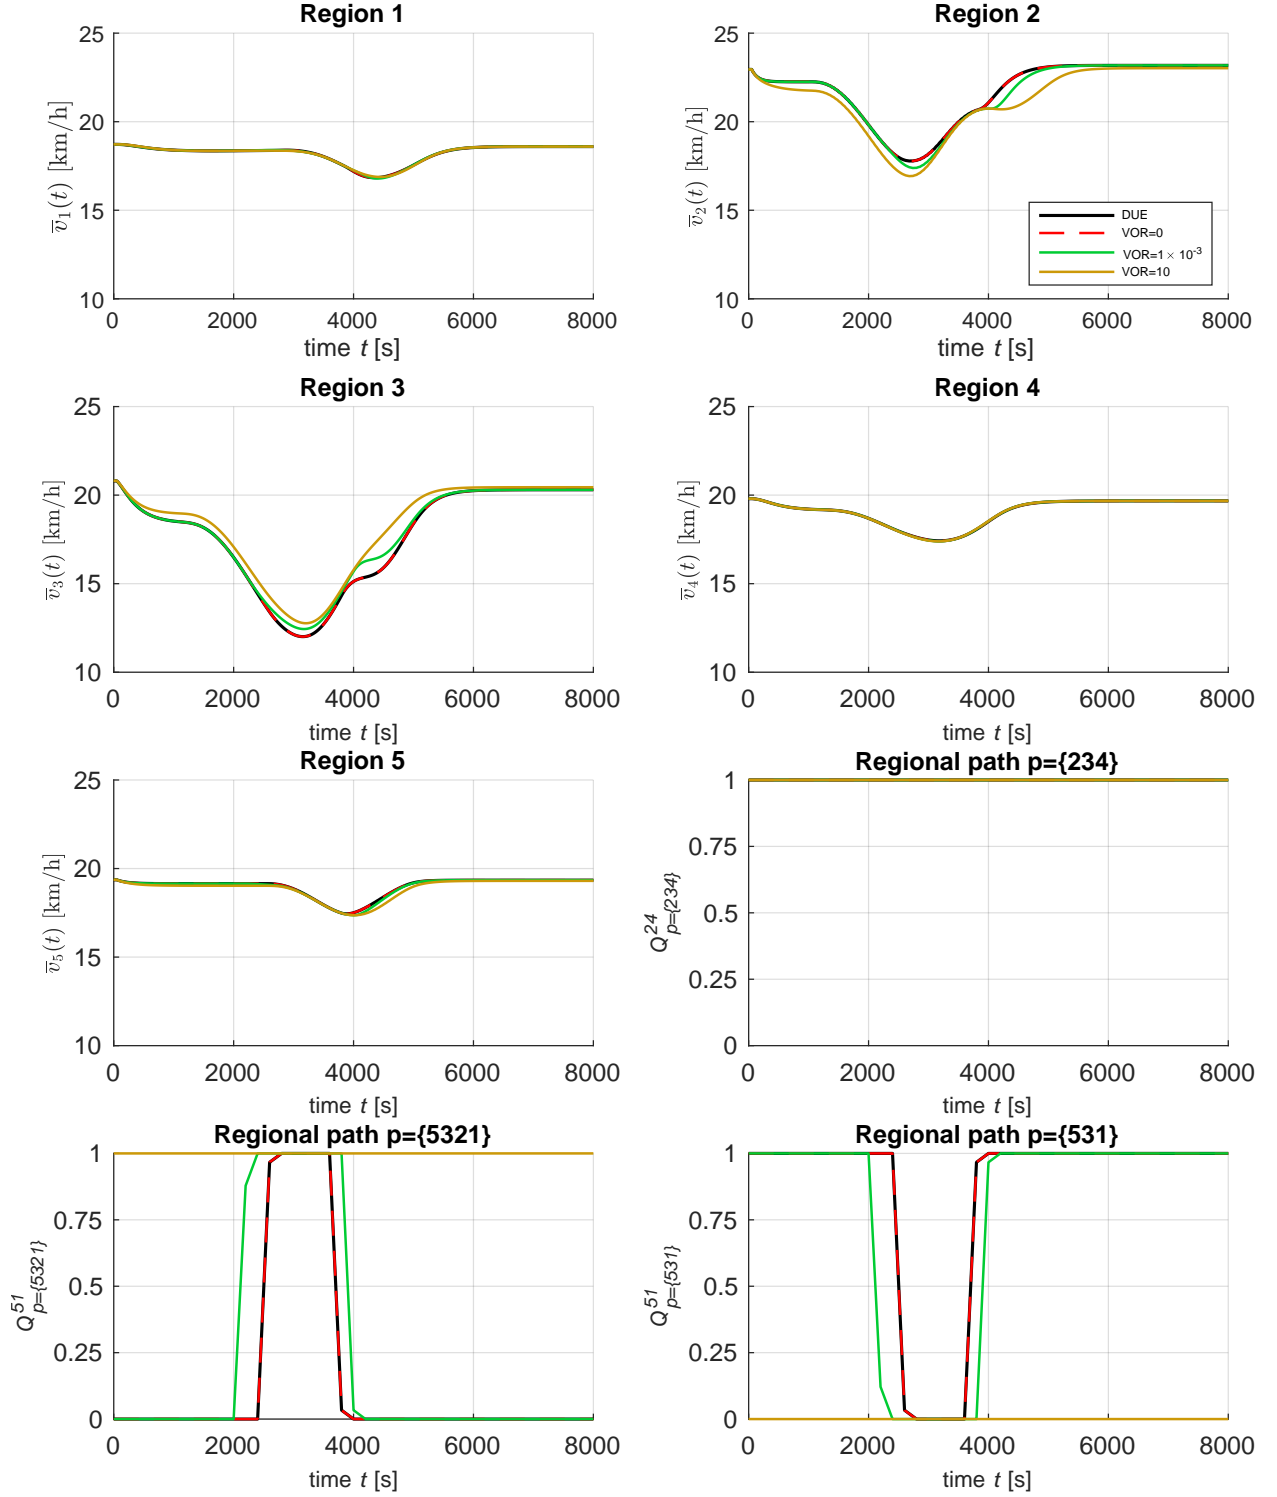 Region 1
25
20
15
10
v̅₁(t) [km/h]
0 2000 4000 6000 8000
time t [s]
Region 2
25
20
15
10
v̅₂(t) [km/h]
DUE
VOR=0
VOR=1 × 10⁻³
VOR=10
0 2000 4000 6000 8000
time t [s]
Region 3
25
20
15
10
v̅₃(t) [km/h]
0 2000 4000 6000 8000
time t [s]
Region 4
25
20
15
10
v̅₄(t) [km/h]
0 2000 4000 6000 8000
time t [s]
Region 5
25
20
15
10
v̅₅(t) [km/h]
0 2000 4000 6000 8000
time t [s]
Regional path p={234}
1
0.75
0.5
0.25
0
Q^{24}_{p={234}}
0 2000 4000 6000 8000
time t [s]
Regional path p={5321}
1
0.75
0.5
0.25
0
Q^{51}_{p={5321}}
0 2000 4000 6000 8000
time t [s]
Regional path p={531}
1
0.75
0.5
0.25
0
Q^{51}_{p={531}}
0 2000 4000 6000 8000
time t [s]